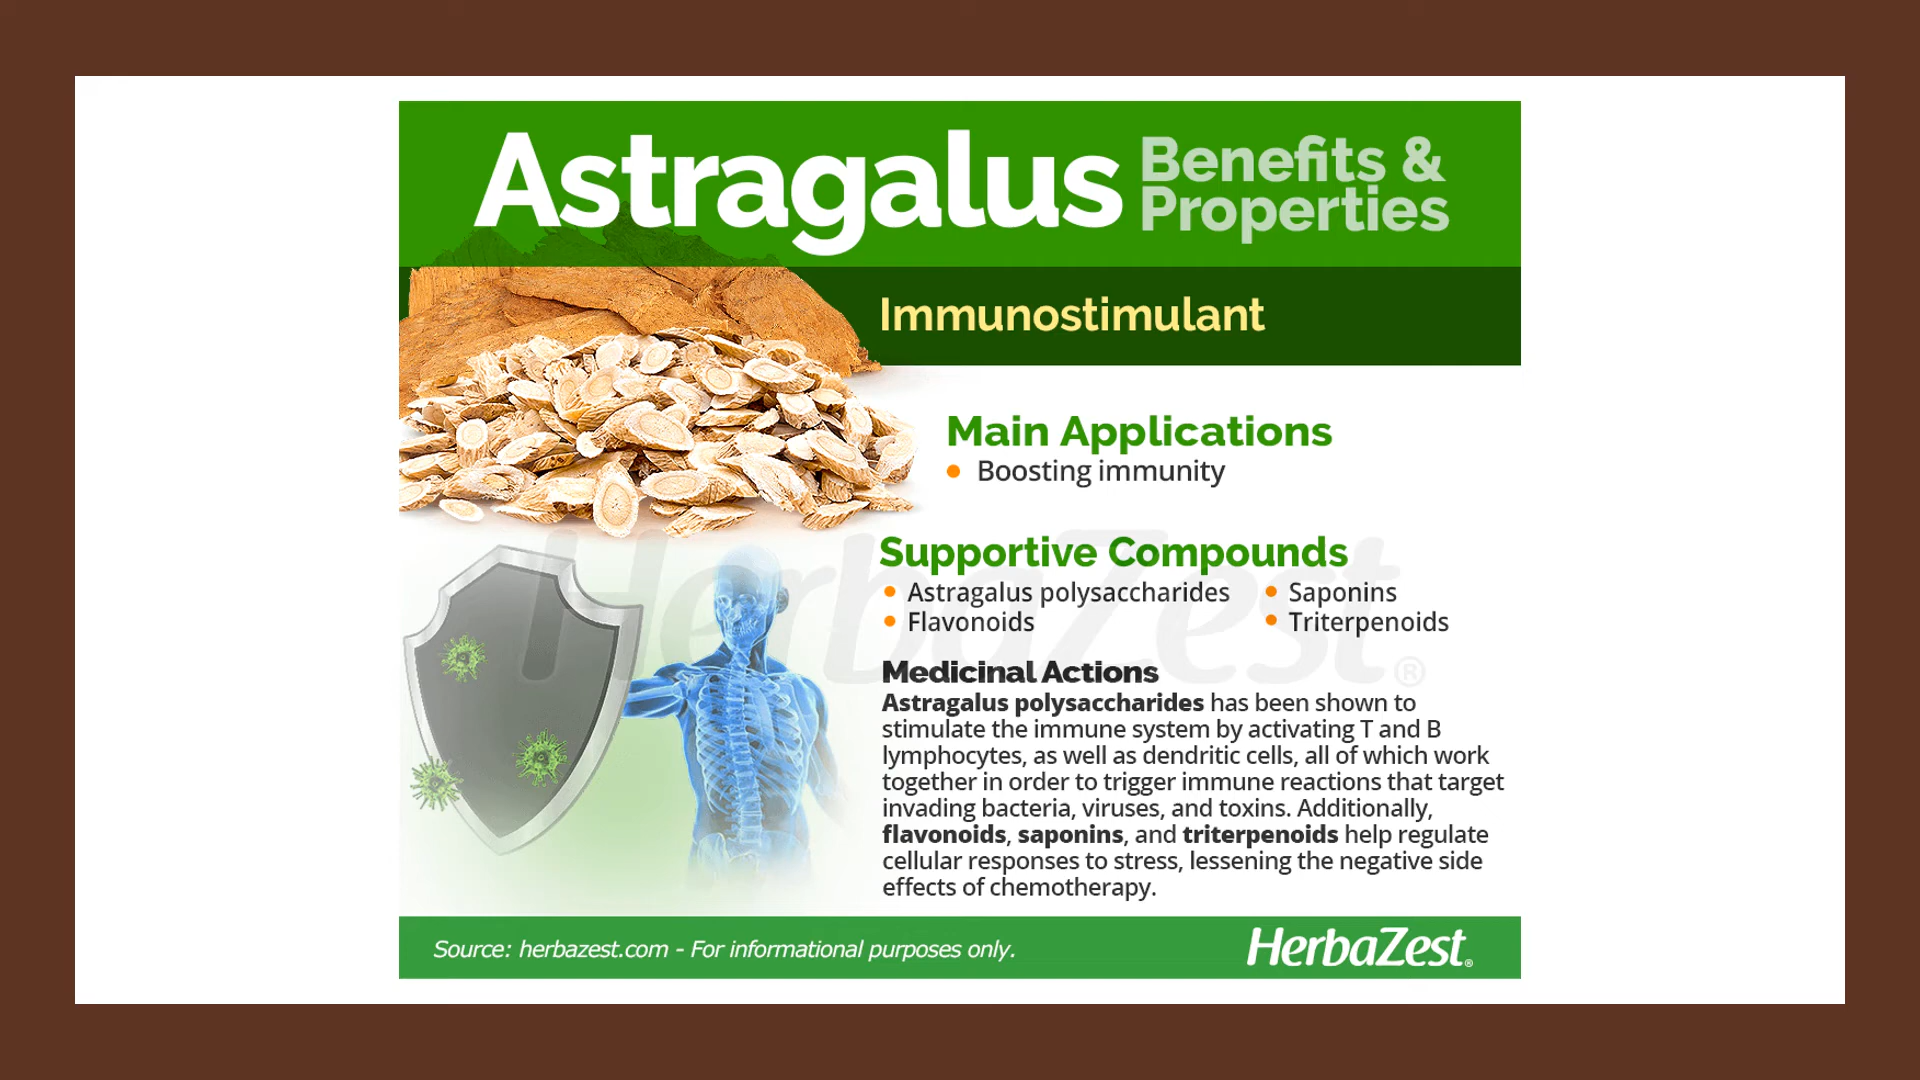 Astragalus Benefits &
Properties
Immunostimulant
Main Applications
• Boosting immunity
Supportive Compounds
• Astragalus polysaccharides • Saponins
• Flavonoids • Triterpenoids
Medicinal Actions
Astragalus polysaccharides has been shown to
stimulate the immune system by activating T and B
lymphocytes, as well as dendritic cells, all of which work
together in order to trigger immune reactions that target
invading bacteria, viruses, and toxins. Additionally,
flavonoids, saponins, and triterpenoids help regulate
cellular responses to stress, lessening the negative side
effects of chemotherapy.
HerbaZest®
Source: herbazest.com - For informational purposes only.
HerbaZest®